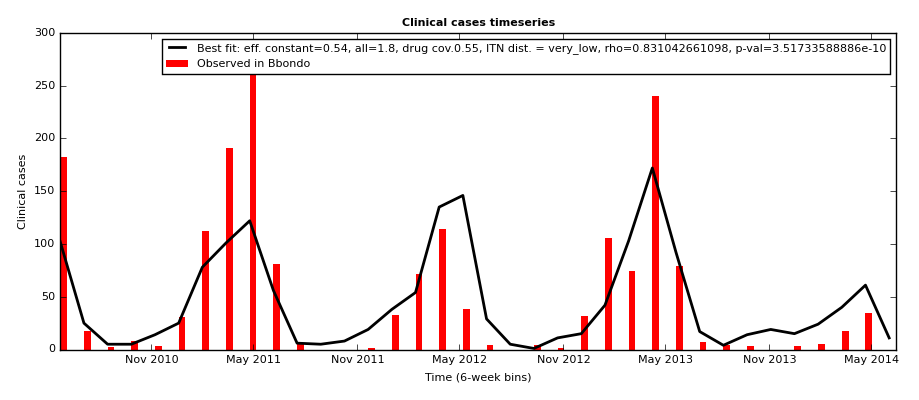 Clinical cases timeseries
Best fit: eff. constant=0.54, all=1.8, drug cov.0.55, ITN dist. = very_low, rho=0.831042661098, p-val=3.51733588886e-10
Observed in Bbondo
300
250
200
150
100
50
0
Clinical cases
Nov 2010 May 2011 Nov 2011 May 2012 Nov 2012 May 2013 Nov 2013 May 2014
Time (6-week bins)